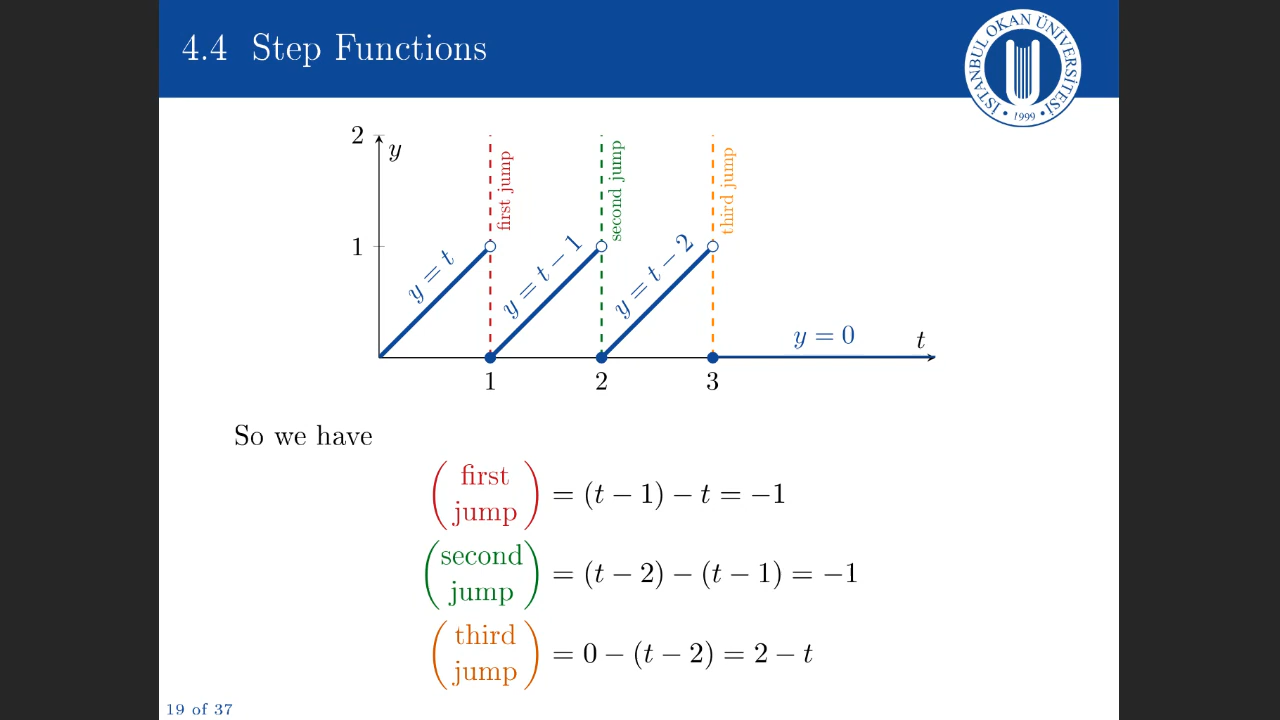 4.4 Step Functions
İSTANBUL OKAN ÜNİVERSİTESİ
• 1999 •
2
y
first jump
second jump
third jump
1
y = t
y = t − 1
y = t − 2
y = 0
t
1
2
3
So we have
(first jump) = (t − 1) − t = −1
(second jump) = (t − 2) − (t − 1) = −1
(third jump) = 0 − (t − 2) = 2 − t
19 of 37